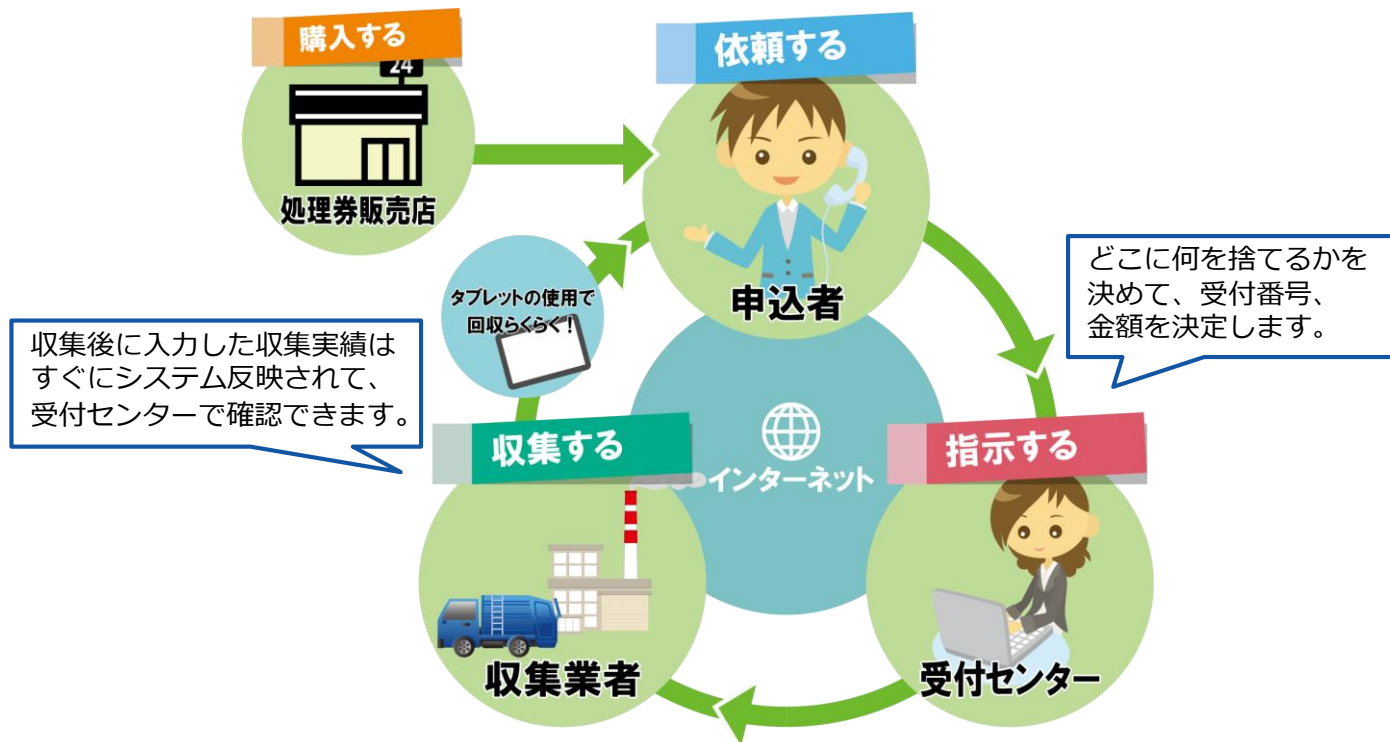 購入する
24
処理券販売店
依頼する
申込者
どこに何を捨てるかを
決めて、受付番号、
金額を決定します。
タブレットの使用で
回収らくらく!
収集後に入力した収集実績は
すぐにシステム反映されて、
受付センターで確認できます。
収集する
収集業者
インターネット
指示する
受付センター